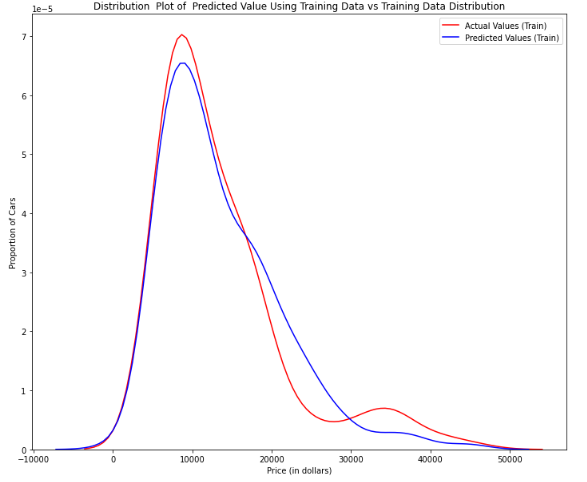 Distribution Plot of Predicted Value Using Training Data vs Training Data Distribution
1e−5
Actual Values (Train)
Predicted Values (Train)
7
6
5
4
3
2
1
0
Proportion of Cars
−10000 0 10000 20000 30000 40000 50000
Price (in dollars)